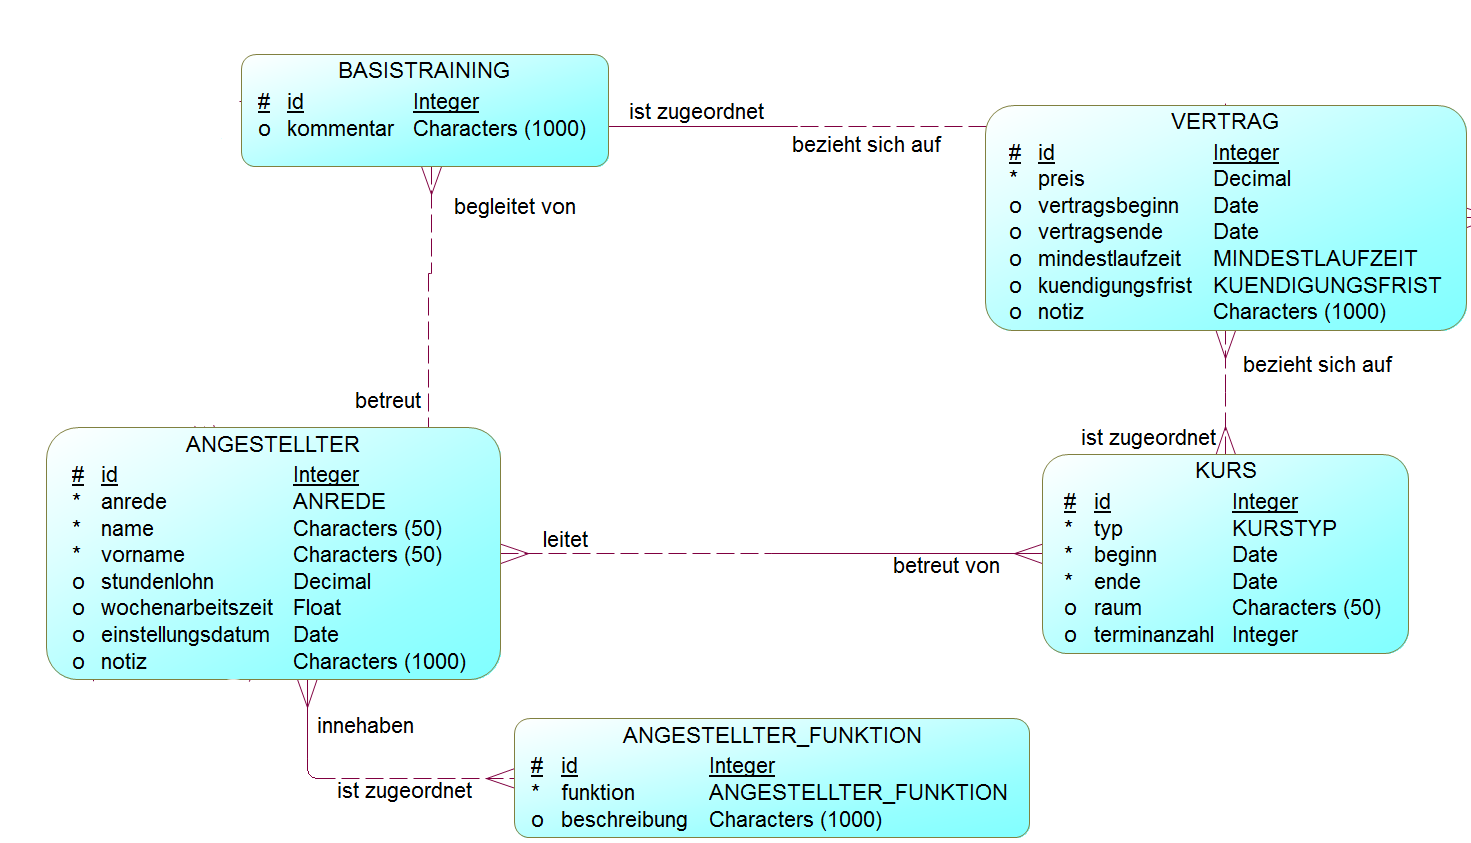 BASISTRAINING
# id Integer
o kommentar Characters (1000)
ist zugeordnet
bezieht sich auf
VERTRAG
# id Integer
* preis Decimal
o vertragsbeginn Date
o vertragsende Date
o mindestlaufzeit MINDESTLAUFZEIT
o kuendigungsfrist KUENDIGUNGSFRIST
o notiz Characters (1000)
begleitet von
betreut
bezieht sich auf
ist zugeordnet
ANGESTELLTER
# id Integer
* anrede ANREDE
* name Characters (50)
* vorname Characters (50)
o stundenlohn Decimal
o wochenarbeitszeit Float
o einstellungsdatum Date
o notiz Characters (1000)
leitet
betreut von
KURS
# id Integer
* typ KURSTYP
* beginn Date
* ende Date
o raum Characters (50)
o terminanzahl Integer
innehaben
ist zugeordnet
ANGESTELLTER_FUNKTION
# id Integer
* funktion ANGESTELLTER_FUNKTION
o beschreibung Characters (1000)